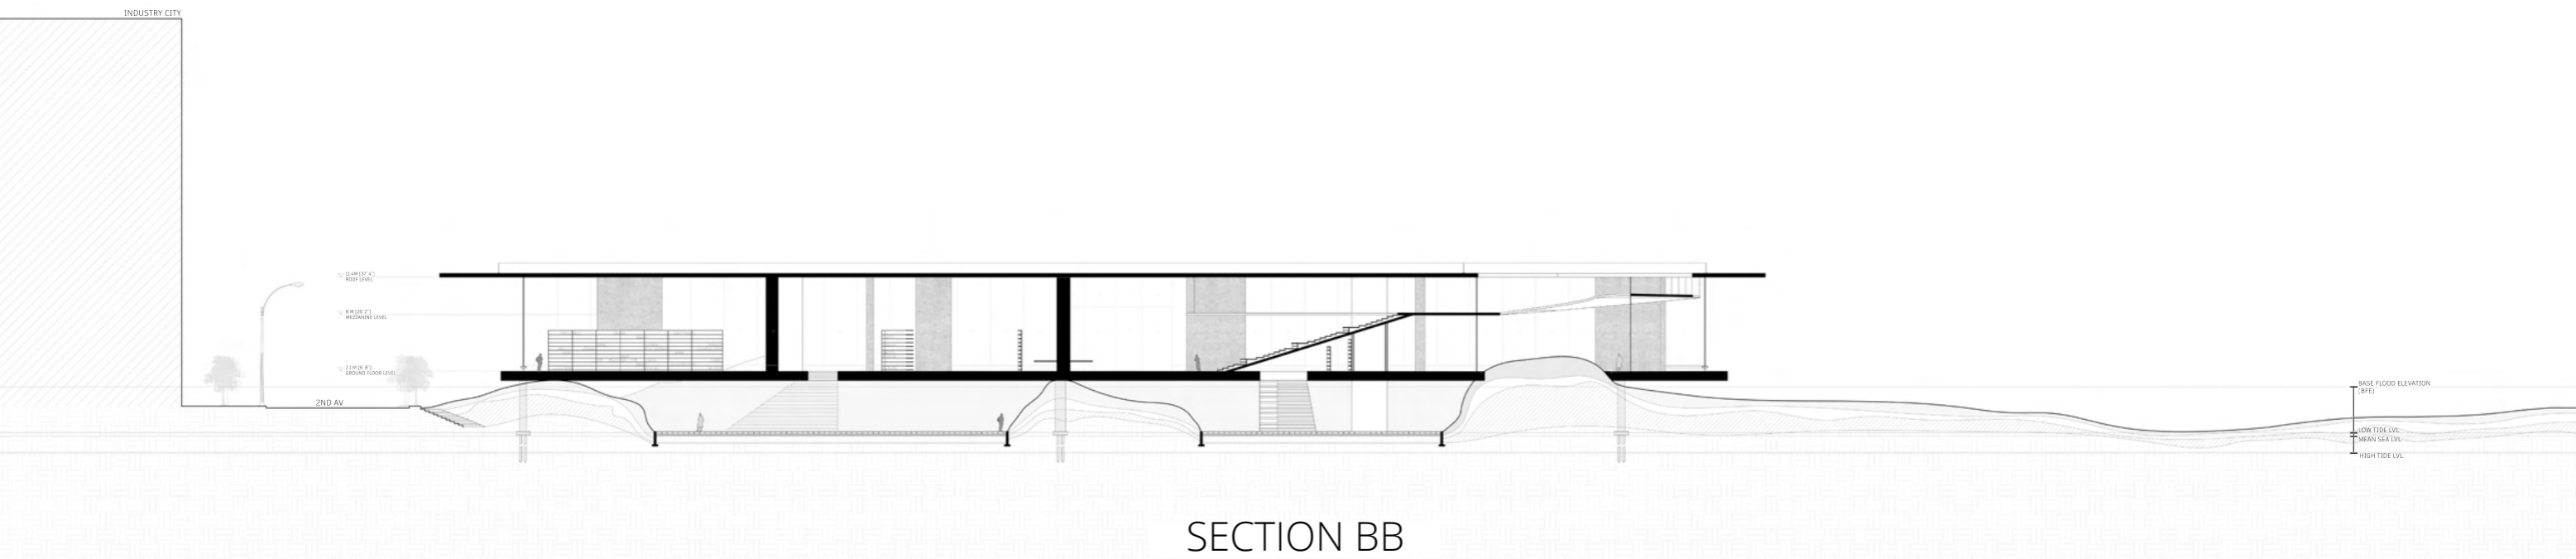 INDUSTRY CITY
ROOF LEVEL
MEZZANINE LEVEL
GROUND FLOOR LEVEL
2ND AV
BASE FLOOD ELEVATION
(BFE)
LOW TIDE LVL
MEAN SEA LVL
HIGH TIDE LVL
SECTION BB